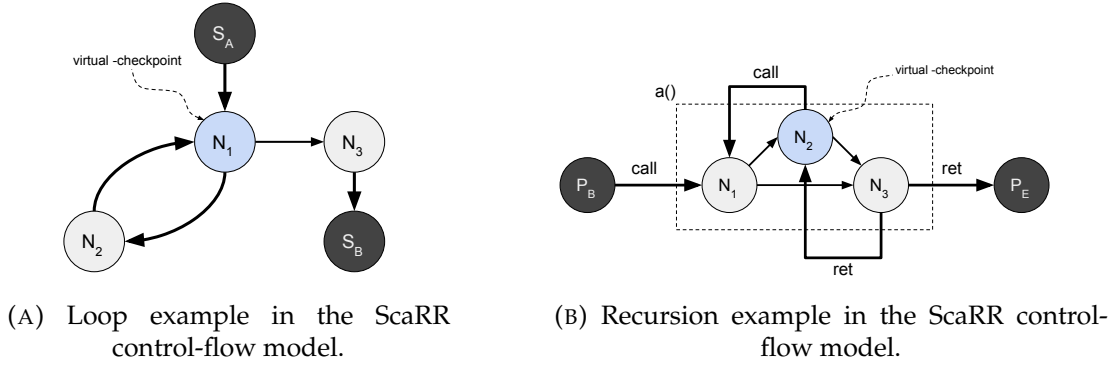 S_A
virtual -checkpoint
N_1
N_3
N_2
S_B
(A) Loop example in the ScaRR
control-flow model.
virtual -checkpoint
call
a()
N_2
call
P_B
N_1
N_3
ret
P_E
ret
(B) Recursion example in the ScaRR control-
flow model.